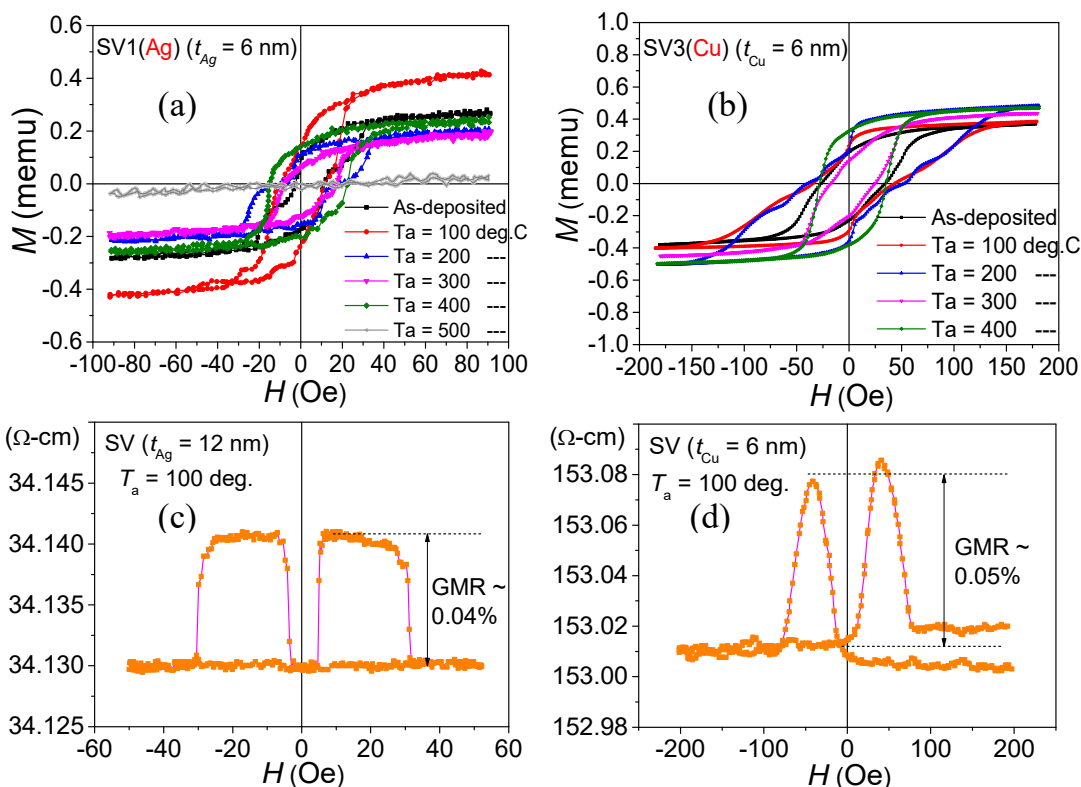 SV1(Ag) (tAg = 6 nm)
(a)
M (memu)
0.6
0.4
0.2
0.0
-0.2
-0.4
-0.6
As-deposited
Ta = 100 deg.C
Ta = 200 ---
Ta = 300 ---
Ta = 400 ---
Ta = 500 ---
-100 -80 -60 -40 -20 0 20 40 60 80 100
H (Oe)
SV3(Cu) (tCu = 6 nm)
(b)
M (memu)
1.0
0.8
0.6
0.4
0.2
0.0
-0.2
-0.4
-0.6
-0.8
-1.0
As-deposited
Ta = 100 deg.C
Ta = 200 ---
Ta = 300 ---
Ta = 400 ---
-200 -150 -100 -50 0 50 100 150 200
H (Oe)
(Ω-cm)
SV (tAg = 12 nm)
Ta = 100 deg.
(c)
34.145
34.140
34.135
34.130
34.125
GMR ~
0.04%
-60 -40 -20 0 20 40 60
H (Oe)
(Ω-cm)
SV (tCu = 6 nm)
Ta = 100 deg.
(d)
153.08
153.06
153.04
153.02
153.00
152.98
GMR ~
0.05%
-200 -100 0 100 200
H (Oe)